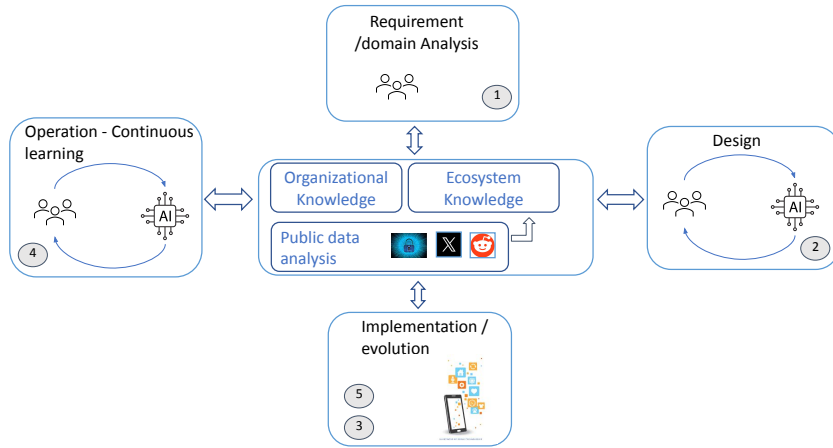 Requirement
/domain Analysis
1
Operation - Continuous
learning
AI
4
Organizational
Knowledge
Ecosystem
Knowledge
Public data
analysis
X
Design
AI
2
Implementation /
evolution
5
3